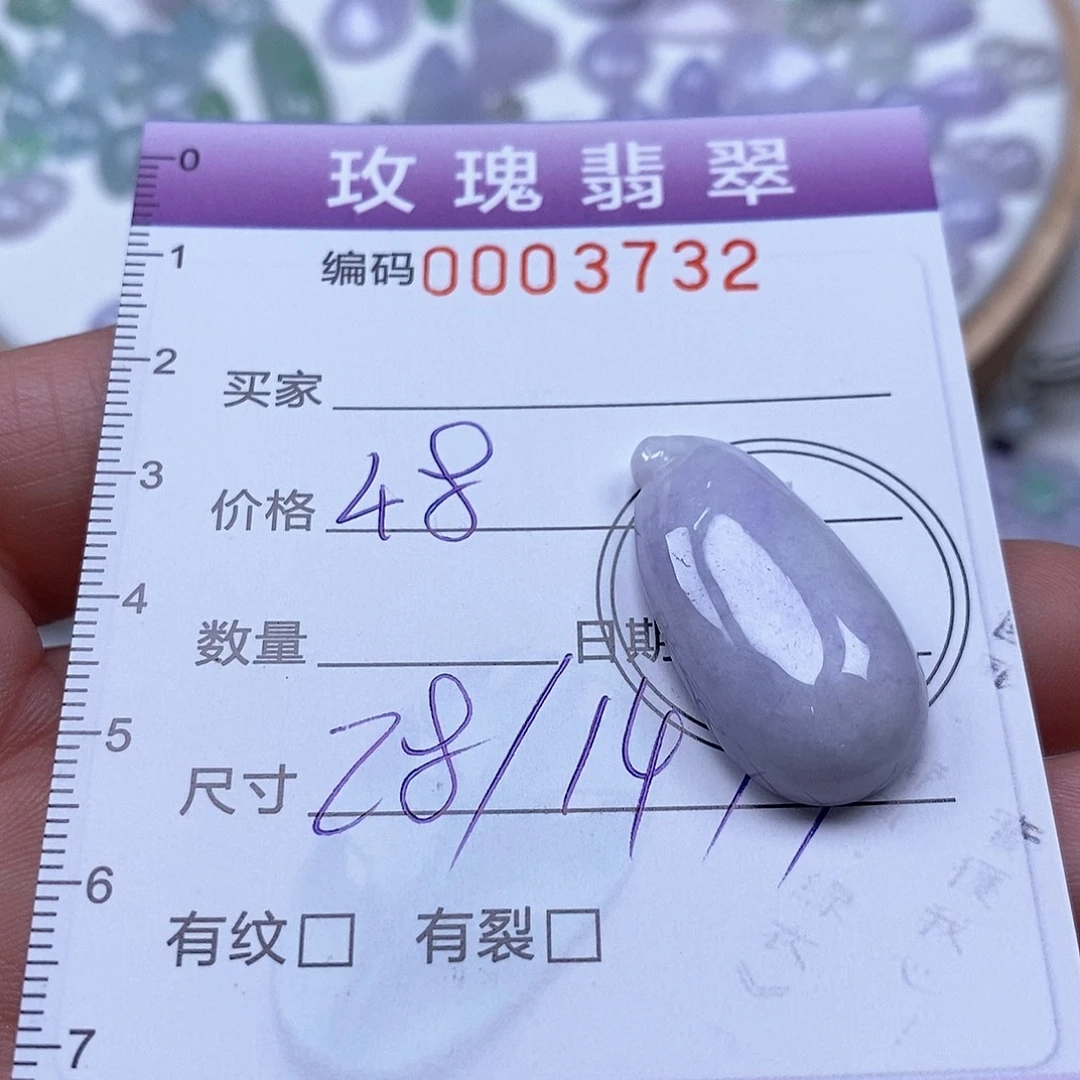 0
玫瑰翡翠
1
编码0003732
2
买家
3
价格 48
4
数量 日期
5
尺寸 28/14/
6
有纹□ 有裂□
7